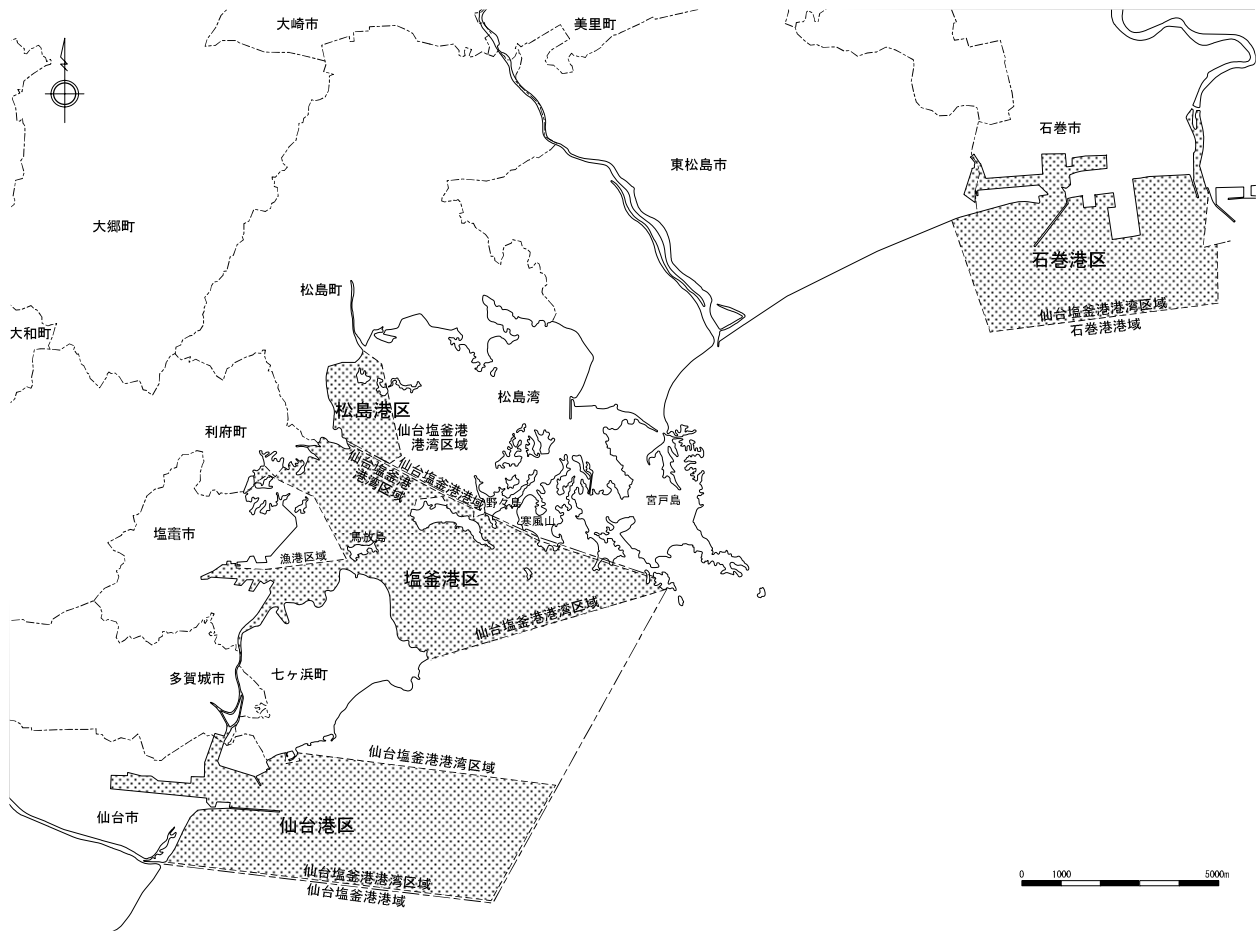 大崎市
美里町
石巻市
東松島市
大郷町
石巻港区
松島町
仙台塩釜港港湾区域
石巻港港域
大和町
松島湾
松島港区
利府町
仙台塩釜港
港湾区域
仙台塩釜港港域
仙台塩釜港
港湾区域
野々島
宮戸島
寒風山
塩竈市
馬放島
漁港区域
塩釜港区
仙台塩釜港港湾区域
多賀城市
七ヶ浜町
仙台塩釜港港湾区域
仙台市
仙台港区
仙台塩釜港港湾区域
仙台塩釜港港域
0 1000 5000m